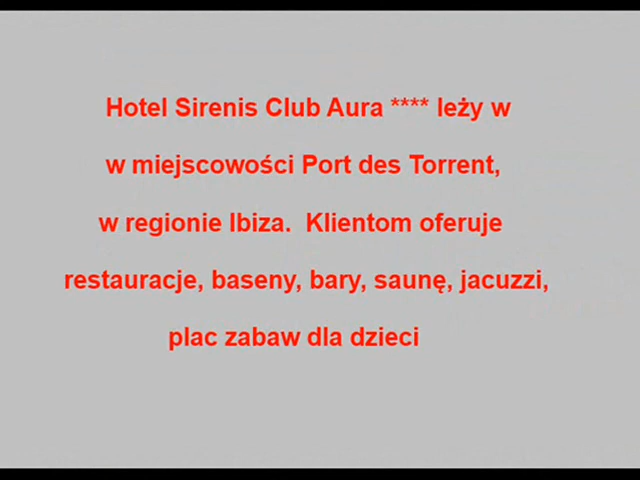 Hotel Sirenis Club Aura **** leży w
w miejscowości Port des Torrent,
w regionie Ibiza.  Klientom oferuje
restauracje, baseny, bary, saunę, jacuzzi,
plac zabaw dla dzieci